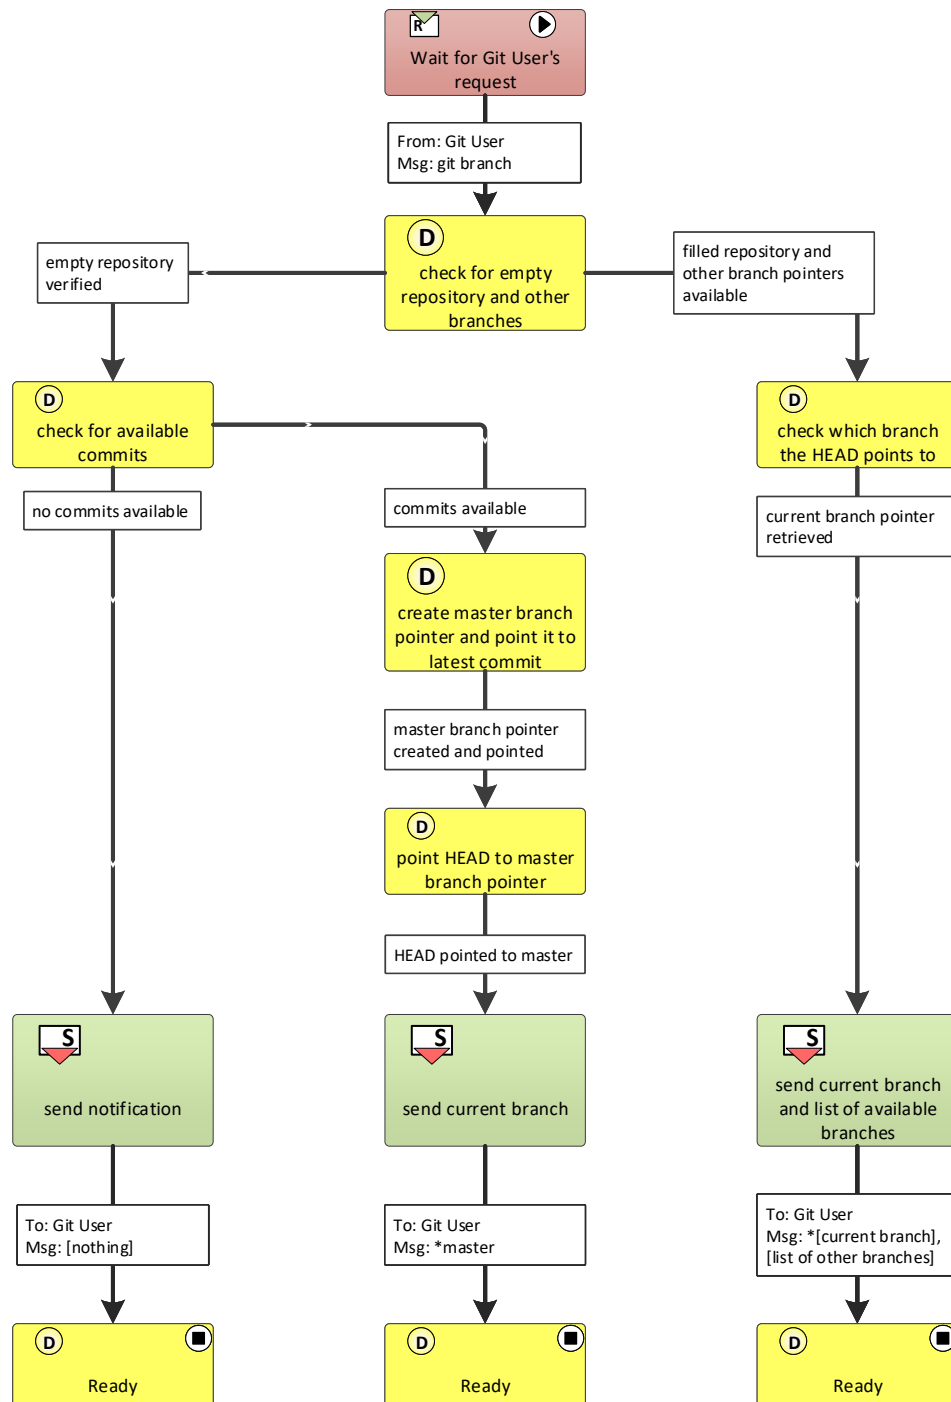 R
Wait for Git User's
request
From: Git User
Msg: git branch
D
check for empty
repository and other
branches
empty repository
verified
filled repository and
other branch pointers
available
D
check for available
commits
D
check which branch
the HEAD points to
no commits available
commits available
current branch pointer
retrieved
D
create master branch
pointer and point it to
latest commit
master branch pointer
created and pointed
D
point HEAD to master
branch pointer
HEAD pointed to master
S
send notification
S
send current branch
S
send current branch
and list of available
branches
To: Git User
Msg: [nothing]
To: Git User
Msg: *master
To: Git User
Msg: *[current branch],
[list of other branches]
D
Ready
D
Ready
D
Ready